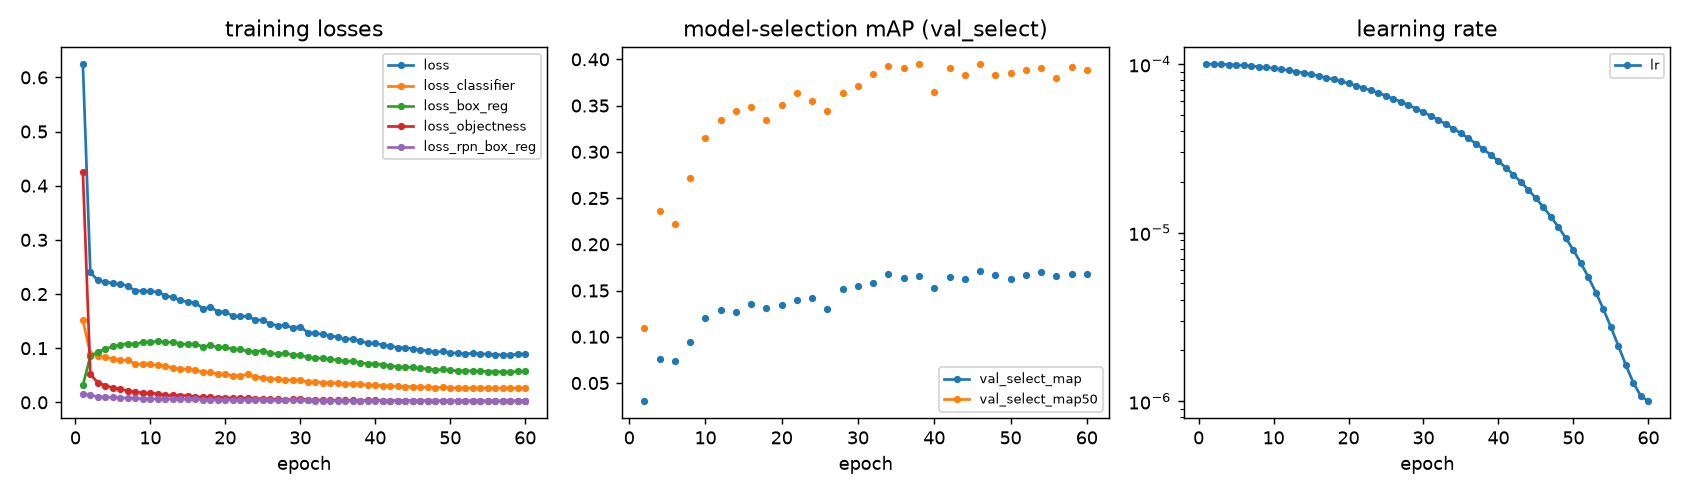 training losses
0.6
0.5
0.4
0.3
0.2
0.1
0.0
loss
loss_classifier
loss_box_reg
loss_objectness
loss_rpn_box_reg
0 10 20 30 40 50 60
epoch
model-selection mAP (val_select)
0.40
0.35
0.30
0.25
0.20
0.15
0.10
0.05
val_select_map
val_select_map50
0 10 20 30 40 50 60
epoch
learning rate
10⁻⁴
10⁻⁵
10⁻⁶
lr
0 10 20 30 40 50 60
epoch